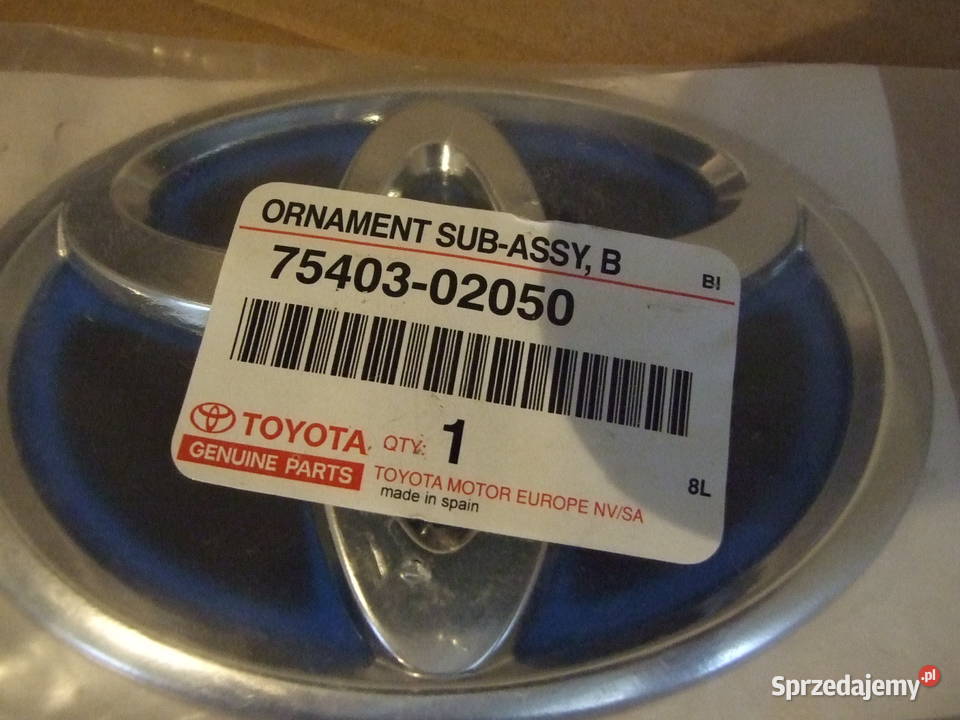 ORNAMENT SUB-ASSY, B
B!
75403-02050
TOYOTA
QTY: 1
GENUINE PARTS
TOYOTA MOTOR EUROPE NV/SA
made in spain
8L
Sprzedajemy.pl